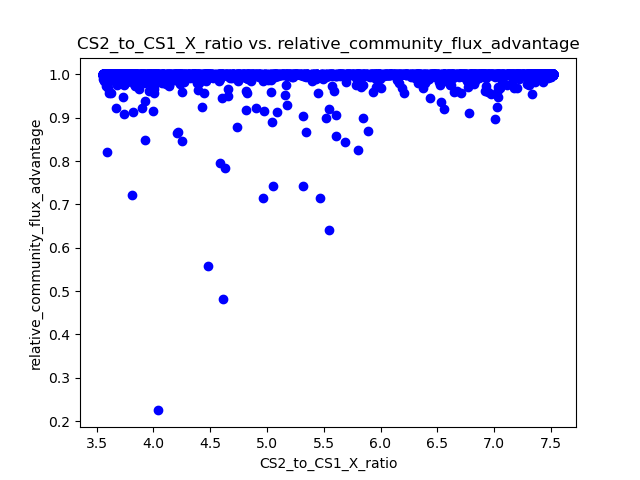 CS2_to_CS1_X_ratio vs. relative_community_flux_advantage
relative_community_flux_advantage
1.0
0.9
0.8
0.7
0.6
0.5
0.4
0.3
0.2
3.5 4.0 4.5 5.0 5.5 6.0 6.5 7.0 7.5
CS2_to_CS1_X_ratio